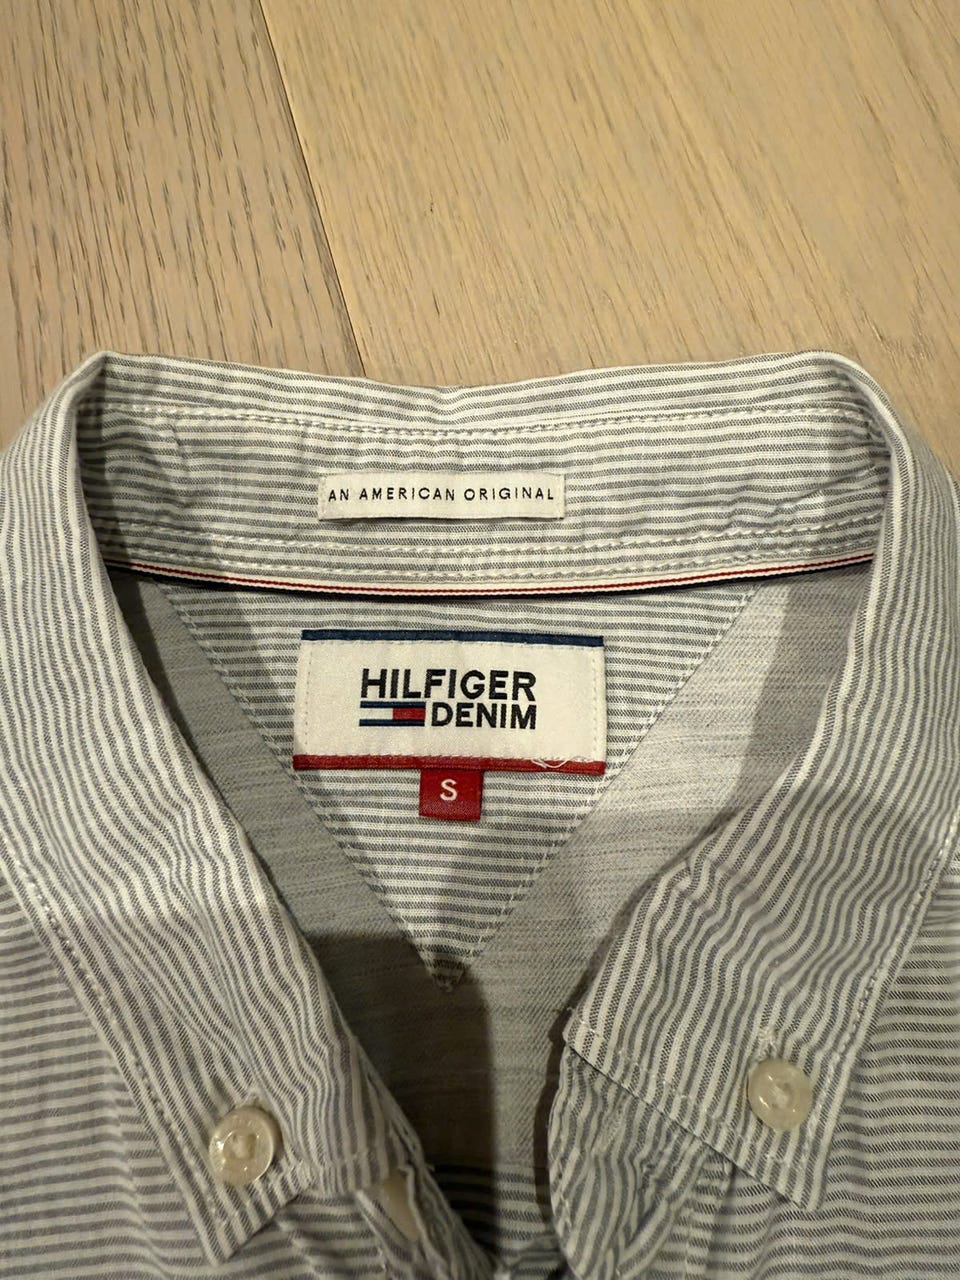 AN AMERICAN ORIGINAL
HILFIGER
DENIM
S